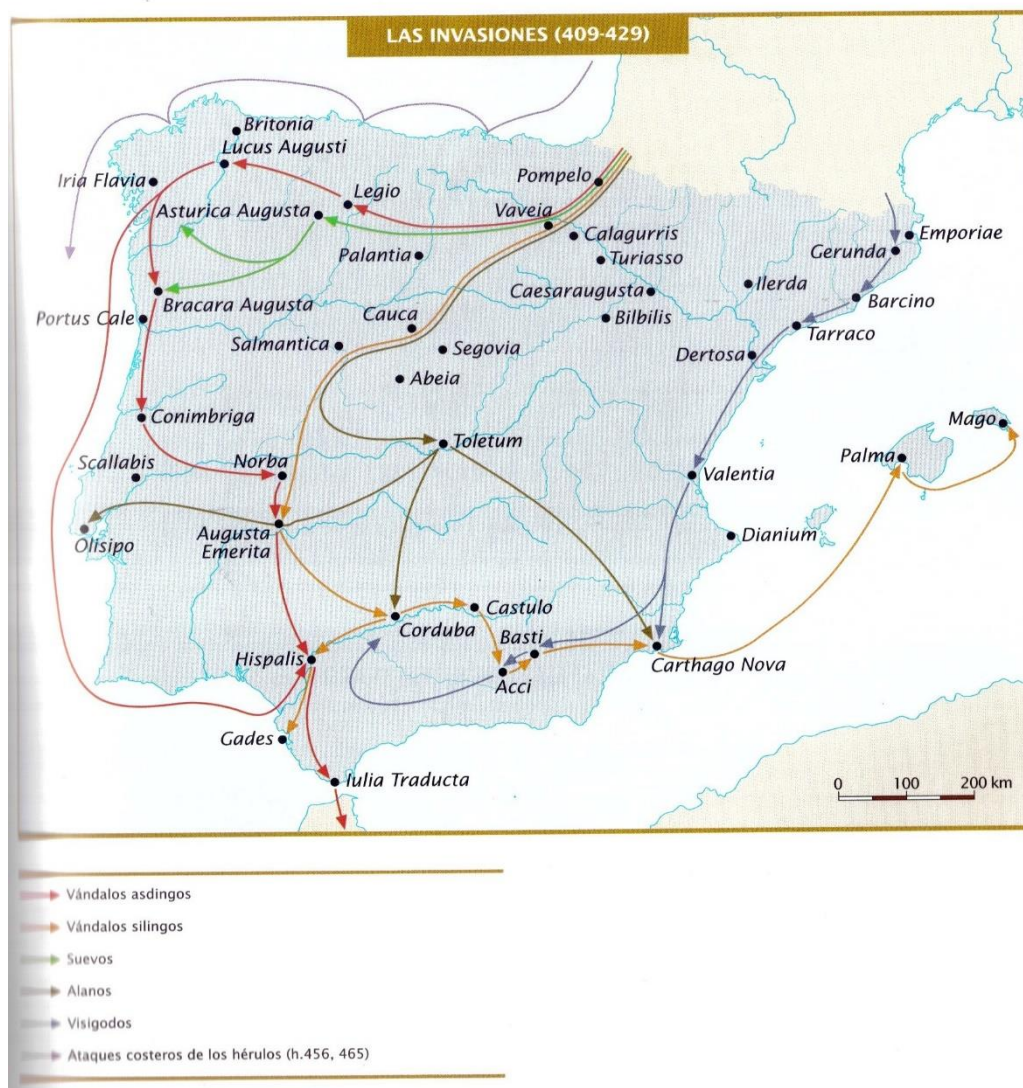 LAS INVASIONES (409-429)
Britonia
Lucus Augusti
Iria Flavia
Legio
Pompelo
Asturica Augusta
Vaveia
Calagurris
Emporiae
Gerunda
Palantia
Turiasso
Caesaraugusta
Ilerda
Barcino
Bracara Augusta
Portus Cale
Cauca
Bilbilis
Tarraco
Salmantica
Segovia
Dertosa
Abeia
Conimbriga
Toletum
Mago
Scallabis
Norba
Valentia
Palma
Olisipo
Augusta
Emerita
Dianium
Castulo
Corduba
Basti
Hispalis
Acci
Carthago Nova
Gades
Iulia Traducta
0 100 200 km
Vándalos asdingos
Vándalos silingos
Suevos
Alanos
Visigodos
Ataques costeros de los hérulos (h.456, 465)